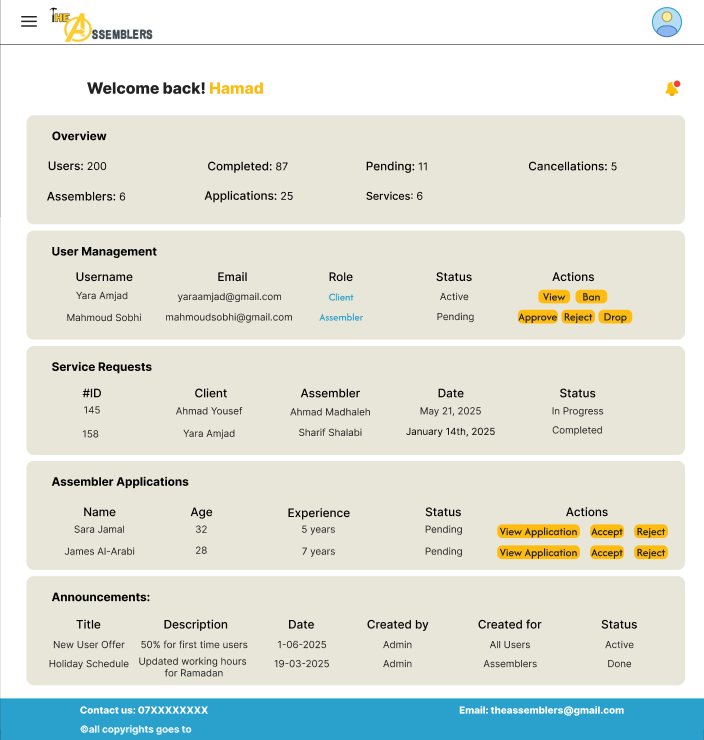 THE ASSEMBLERS
Welcome back! Hamad
Overview
Users: 200 Completed: 87 Pending: 11 Cancellations: 5
Assemblers: 6 Applications: 25 Services: 6
User Management
Username Email Role Status Actions
Yara Amjad yaraamjad@gmail.com Client Active View Ban
Mahmoud Sobhi mahmoudsobhi@gmail.com Assembler Pending Approve Reject Drop
Service Requests
#ID Client Assembler Date Status
145 Ahmad Yousef Ahmad Madhaleh May 21, 2025 In Progress
158 Yara Amjad Sharif Shalabi January 14th, 2025 Completed
Assembler Applications
Name Age Experience Status Actions
Sara Jamal 32 5 years Pending View Application Accept Reject
James Al-Arabi 28 7 years Pending View Application Accept Reject
Announcements:
Title Description Date Created by Created for Status
New User Offer 50% for first time users 1-06-2025 Admin All Users Active
Holiday Schedule Updated working hours 19-03-2025 Admin Assemblers Done
for Ramadan
Contact us: 07XXXXXXXX Email: theassemblers@gmail.com
©all copyrights goes to